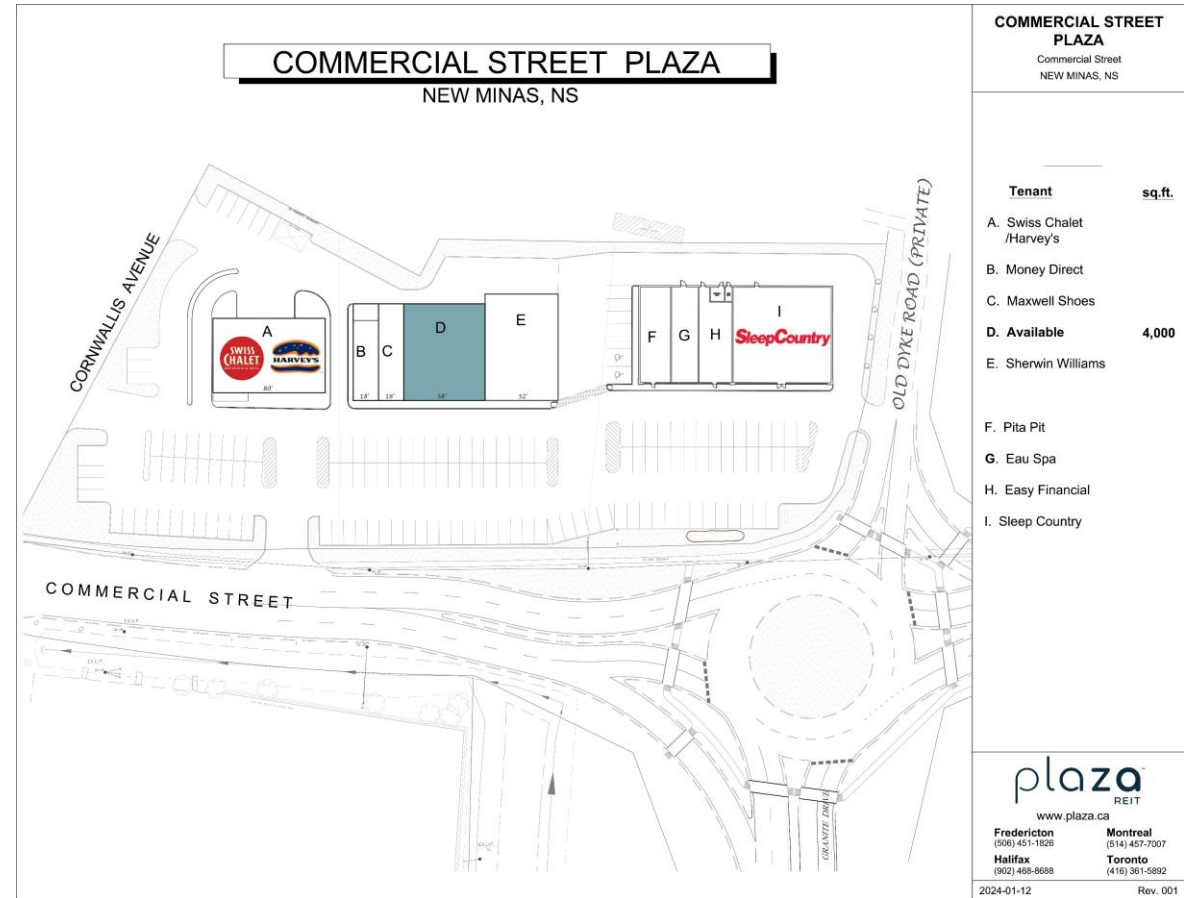 COMMERCIAL STREET PLAZA
NEW MINAS, NS
CORNWALLIS AVENUE
OLD DYKE ROAD (PRIVATE)
A
SWISS
CHALET
HARVEY'S
80'
B
C
D
E
18'
16'
58'
52'
F
G
H
I
SleepCountry
COMMERCIAL STREET
GRANITE DRIVE
COMMERCIAL STREET
PLAZA
Commercial Street
NEW MINAS, NS
Tenant sq.ft.
A. Swiss Chalet
/Harvey's
B. Money Direct
C. Maxwell Shoes
D. Available 4,000
E. Sherwin Williams
F. Pita Pit
G. Eau Spa
H. Easy Financial
I. Sleep Country
plaza
REIT
www.plaza.ca
Fredericton Montreal
(506) 451-1826 (514) 457-7007
Halifax Toronto
(902) 468-8688 (416) 361-5892
2024-01-12 Rev. 001